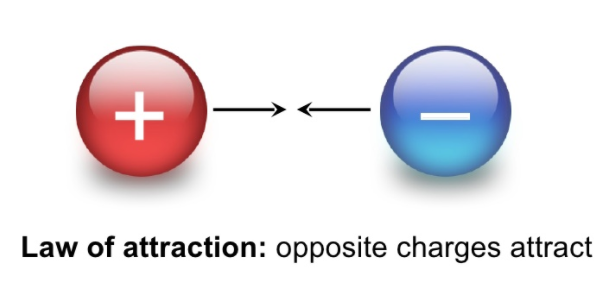 + −
Law of attraction: opposite charges attract